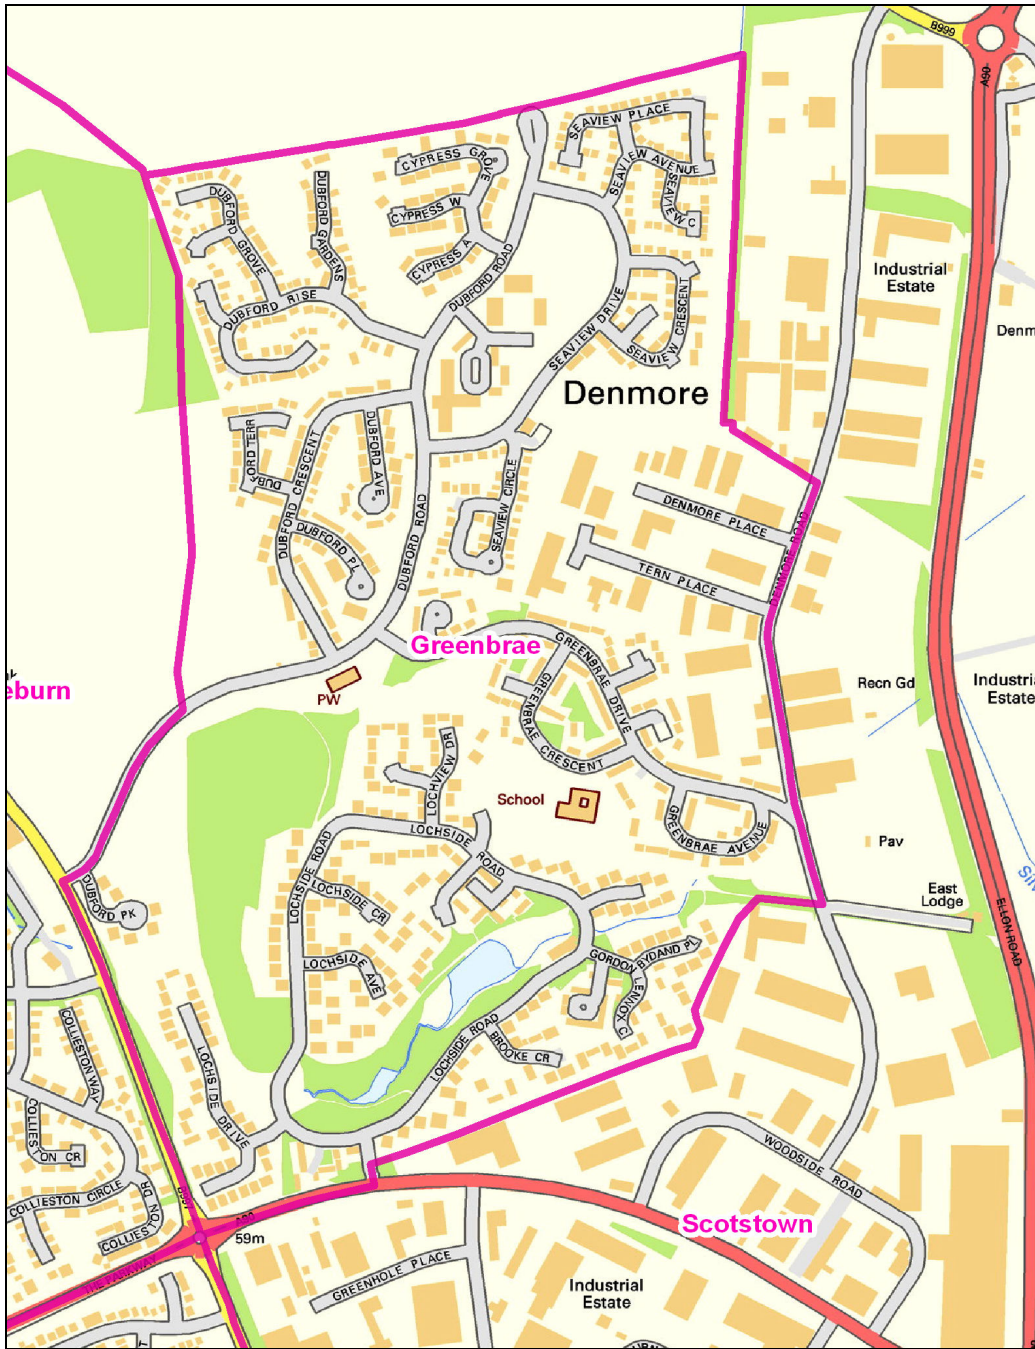 B999
A90
SEAVIEW PLACE
CYPRESS GROVE
SEAVIEW AVENUE
DUBFORD GROVE
DUBFORD GARDENS
CYPRESS W
SEAVIEW C
CYPRESS A
DUBFORD ROAD
Industrial
Estate
DUBFORD RISE
SEAVIEW DRIVE
SEAVIEW CRESCENT
Denm
Denmore
DUBFORD TERR
DUBFORD CRESCENT
DUBFORD AVE
SEAVIEW CIRCLE
DENMORE PLACE
DENMORE ROAD
DUBFORD PL
DUBFORD ROAD
TERN PLACE
Greenbrae
GREENBRAE DRIVE
eburn
PW
GREENBRAE CRESCENT
Recn Gd
Industria
Estate
LOCHVIEW DR
School
LOCHSIDE ROAD
LOCHSIDE ROAD
GREENBRAE AVENUE
Pav
DUBFORD PK
LOCHSIDE CR
East
Lodge
ELLON ROAD
LOCHSIDE AVE
GORDON LENNOX C
BYDAND PL
COLLIESTON WAY
LOCHSIDE DRIVE
LOCHSIDE ROAD
BROOKE CR
COLLIESTON CR
COLLIESTON CIRCLE
COLLIESTON DR
WOODSIDE ROAD
B997
A90
59m
Scotstown
THE PARKWAY
GREENHOLE PLACE
Industrial
Estate